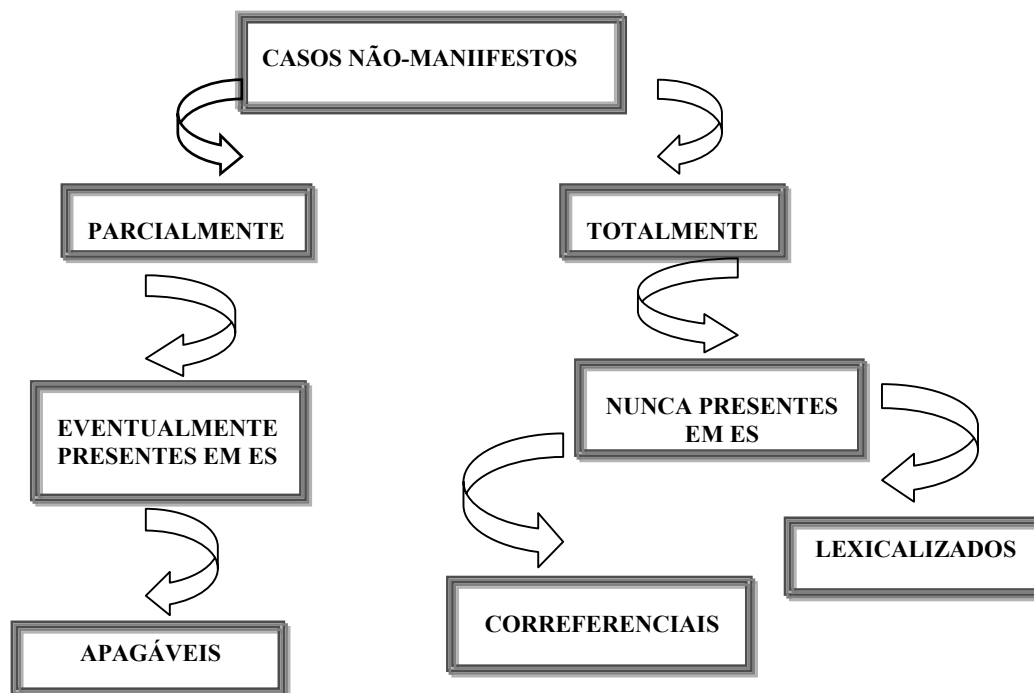 CASOS NÃO-MANIIFESTOS
PARCIALMENTE
TOTALMENTE
EVENTUALMENTE
PRESENTES EM ES
NUNCA PRESENTES
EM ES
APAGÁVEIS
CORREFERENCIAIS
LEXICALIZADOS